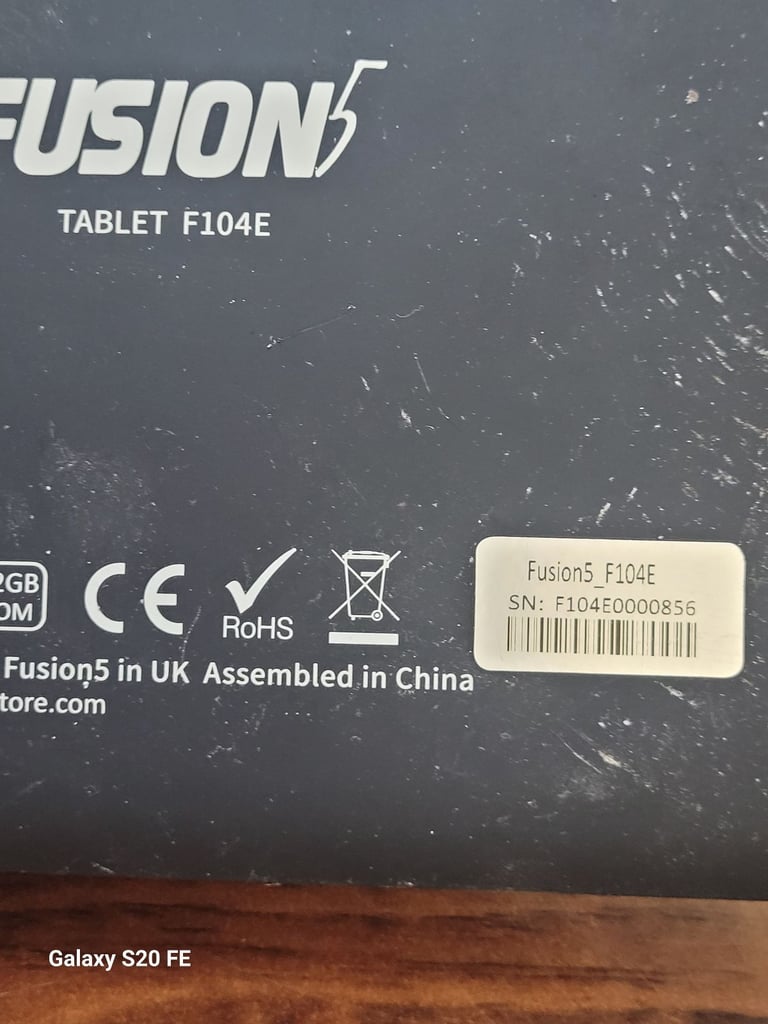 FUSION5
TABLET F104E
2GB
OM
CE
RoHS
Fusion5_F104E
SN: F104E0000856
Fusion5 in UK Assembled in China
tore.com
Galaxy S20 FE